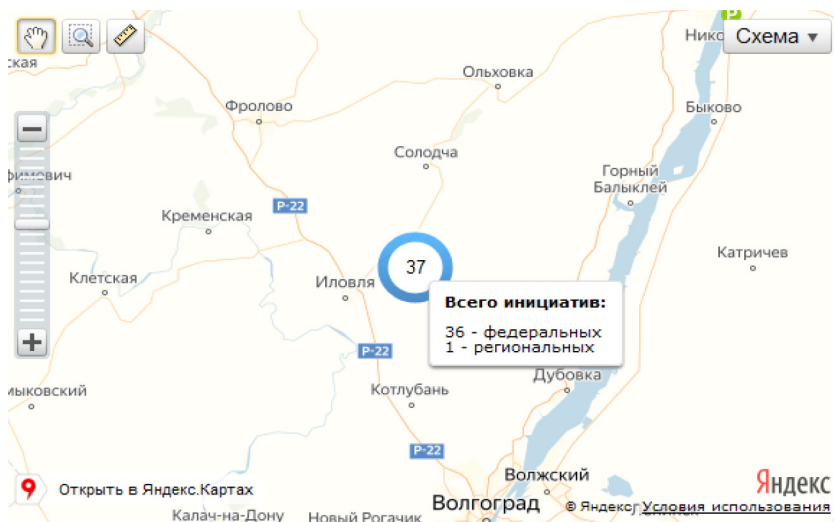 Нико
Схема
ская
Ольховка
Фролово
Быково
Солодча
фимович
Горный
Балыклей
Р-22
Кременская
37
Катричев
Клетская
Иловля
Всего инициатив:
36 - федеральных
1 - региональных
Р-22
Дубовка
мыковский
Котлубань
Р-22
Волжский
Яндекс
Открыть в Яндекс.Картах
Волгоград
© Яндекс
Условия использования
Калач-на-Дону
Новый Рогачик